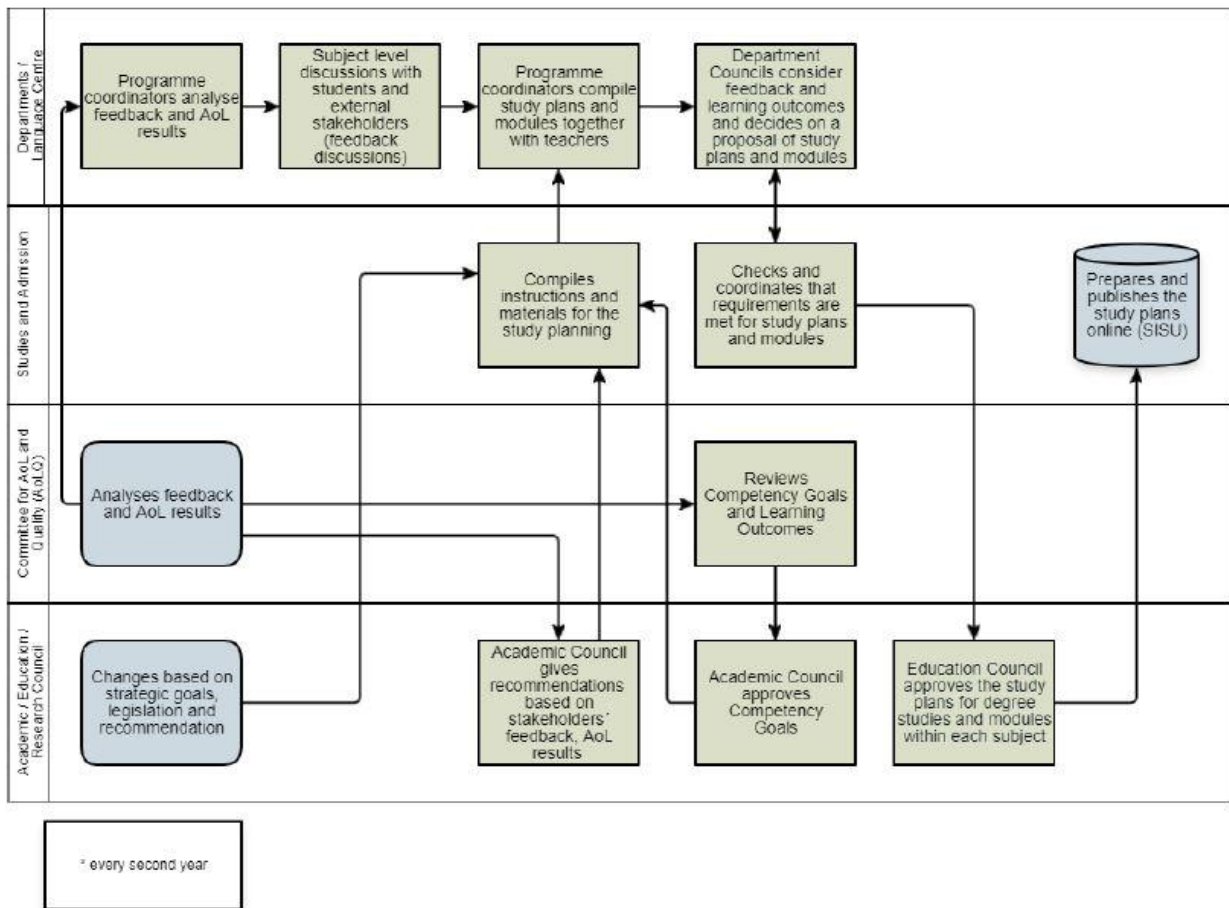 Departments /
Language Centre
Programme
coordinators analyse
feedback and AoL
results
Subject level
discussions with
students and
external
stakeholders
(feedback
discussions)
Programme
coordinators compile
study plans and
modules together
with teachers
Department
Councils consider
feedback and
learning outcomes
and decides on a
proposal of study
plans and modules
Studies and Admission
Compiles
instructions and
materials for the
study planning
Checks and
coordinates that
requirements are
met for study plans
and modules
Prepares and
publishes the
study plans
online (SISU)
Committee for AoL and
Quality (AoLQ)
Analyses feedback
and AoL results
Reviews
Competency Goals
and Learning
Outcomes
Academic / Education /
Research Council
Changes based on
strategic goals,
legislation and
recommendation
Academic Council
gives
recommendations
based on
stakeholders´
feedback, AoL
results
Academic Council
approves
Competency
Goals
Education Council
approves the study
plans for degree
studies and modules
within each subject
* every second year